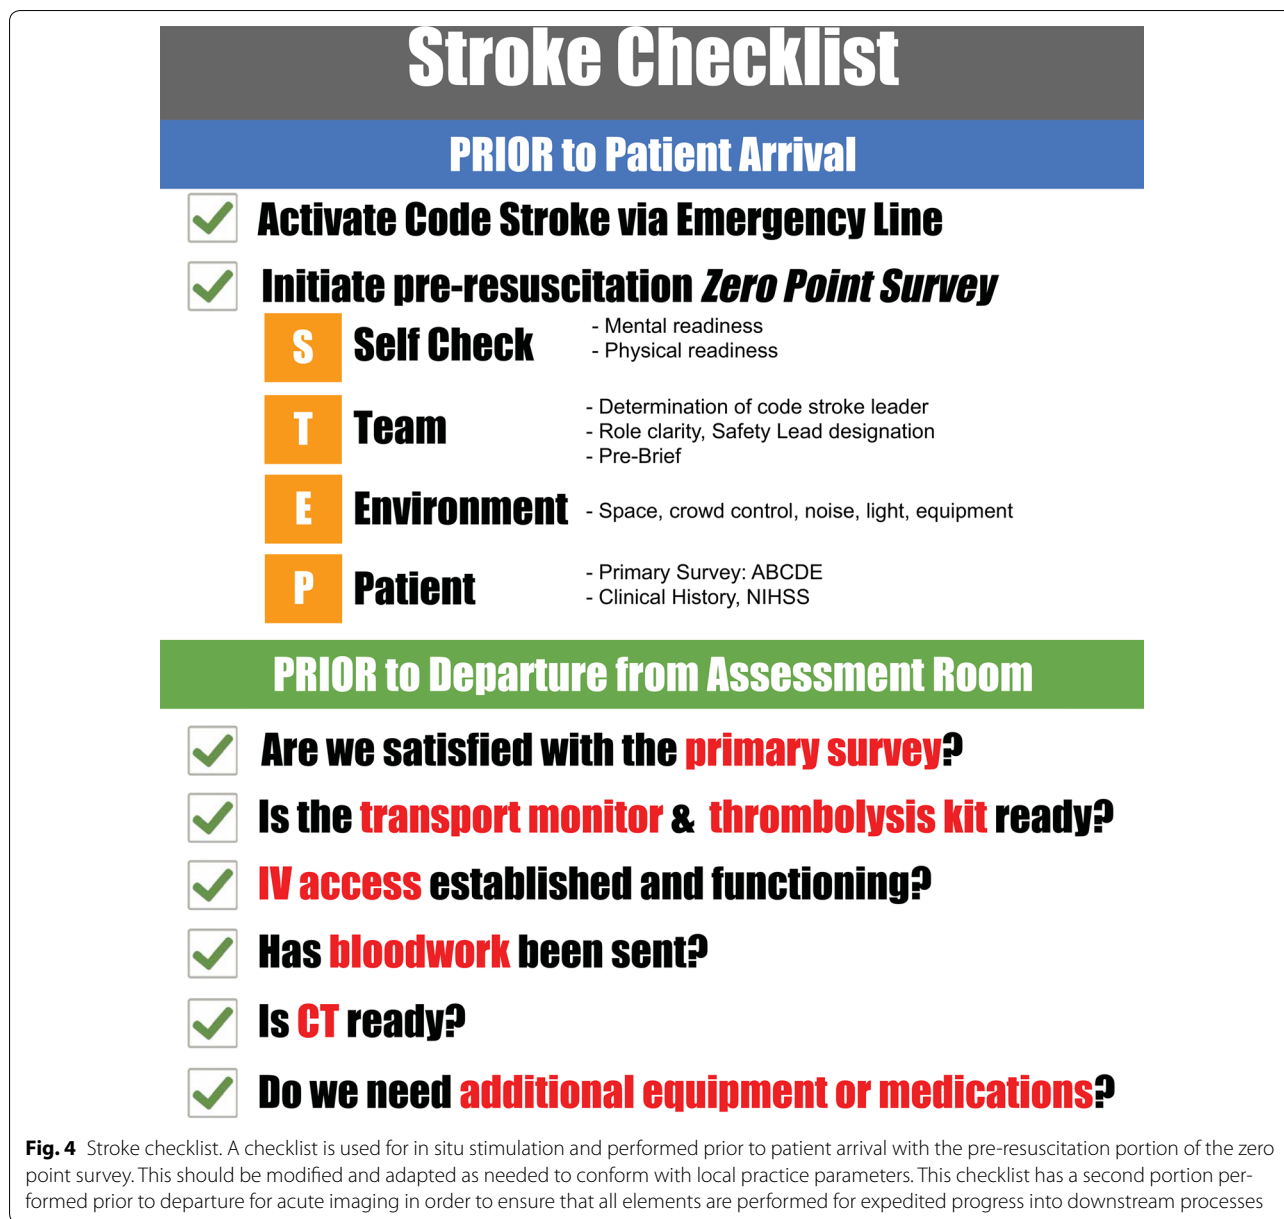 Stroke Checklist
PRIOR to Patient Arrival
Activate Code Stroke via Emergency Line
Initiate pre-resuscitation Zero Point Survey
S Self Check
- Mental readiness
- Physical readiness
T Team
- Determination of code stroke leader
- Role clarity, Safety Lead designation
- Pre-Brief
E Environment - Space, crowd control, noise, light, equipment
P Patient
- Primary Survey: ABCDE
- Clinical History, NIHSS
PRIOR to Departure from Assessment Room
Are we satisfied with the primary survey?
Is the transport monitor & thrombolysis kit ready?
IV access established and functioning?
Has bloodwork been sent?
Is CT ready?
Do we need additional equipment or medications?
Fig. 4 Stroke checklist. A checklist is used for in situ stimulation and performed prior to patient arrival with the pre-resuscitation portion of the zero
point survey. This should be modified and adapted as needed to conform with local practice parameters. This checklist has a second portion per-
formed prior to departure for acute imaging in order to ensure that all elements are performed for expedited progress into downstream processes